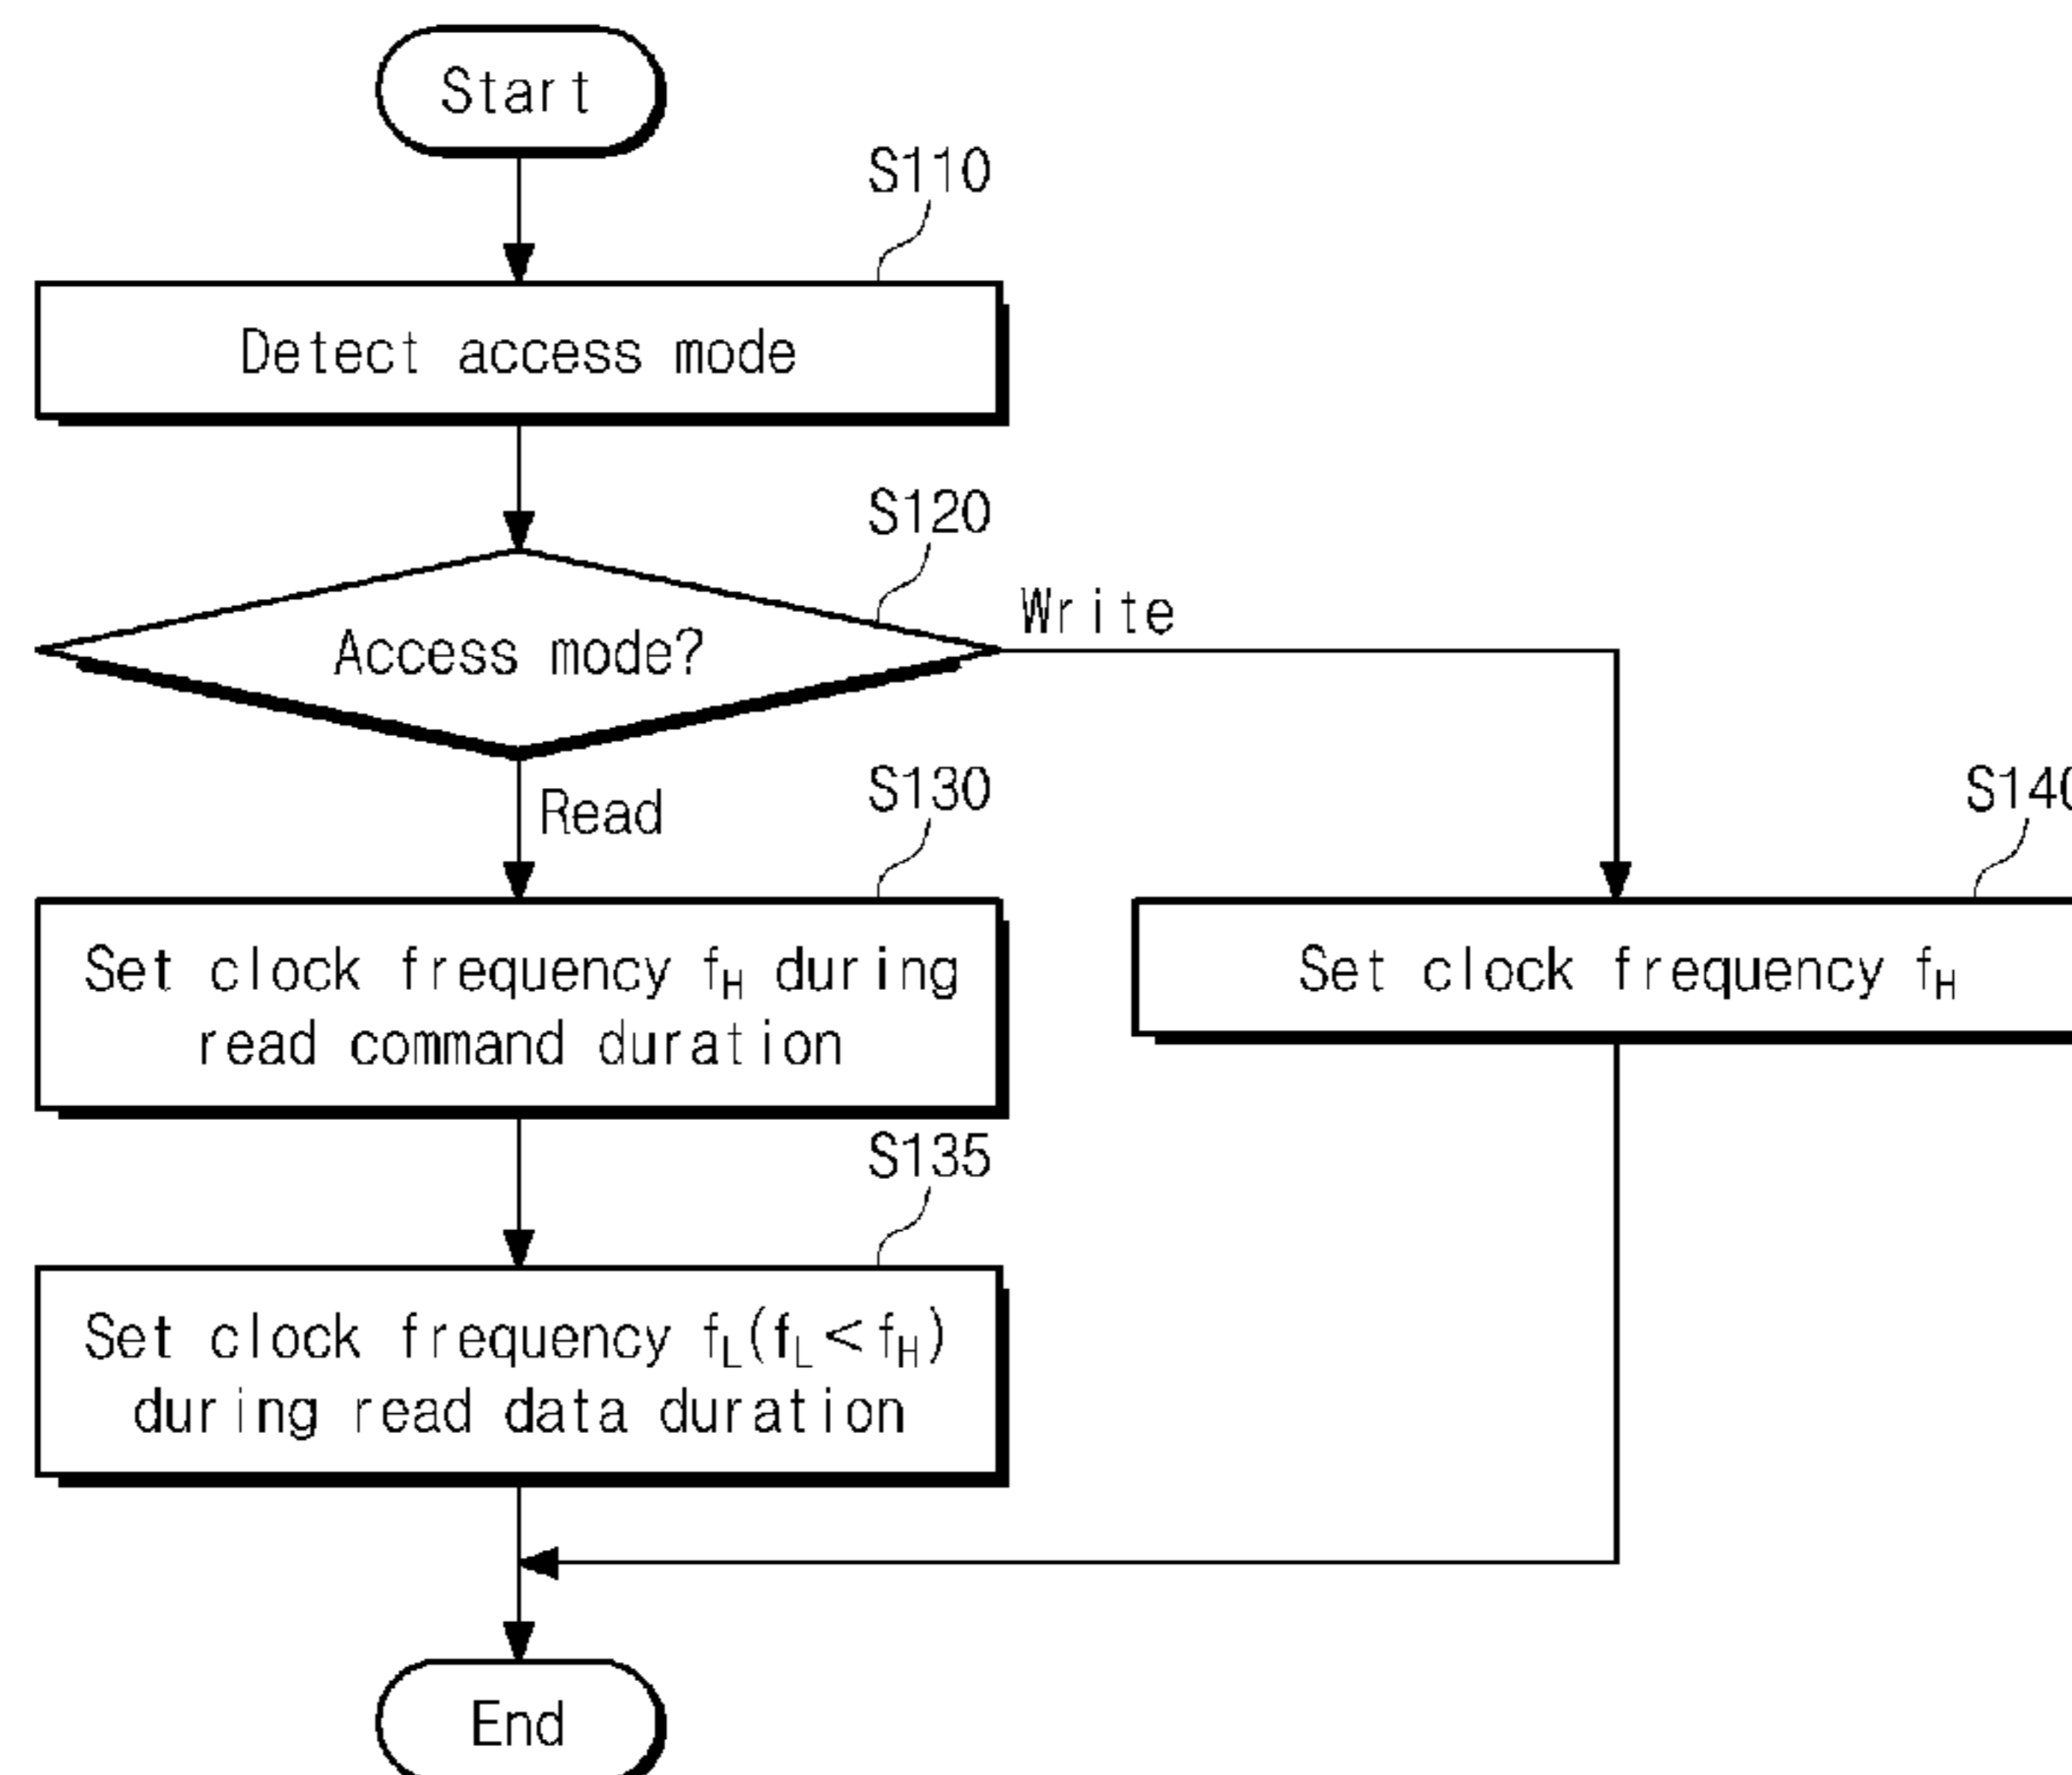 Start
S110
Detect access mode
S120
Access mode?
Write
Read
S130
Set clock frequency fH during
read command duration
S140
Set clock frequency fH
S135
Set clock frequency fL(fL<fH)
during read data duration
End